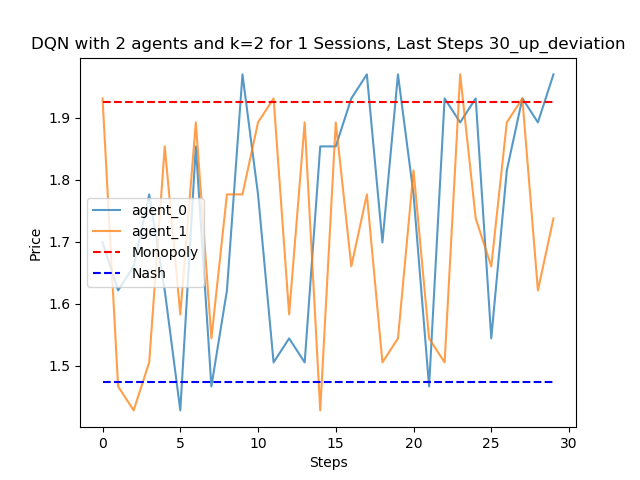 DQN with 2 agents and k=2 for 1 Sessions, Last Steps 30_up_deviation
Price
1.9
1.8
1.7
1.6
1.5
agent_0
agent_1
Monopoly
Nash
0 5 10 15 20 25 30
Steps